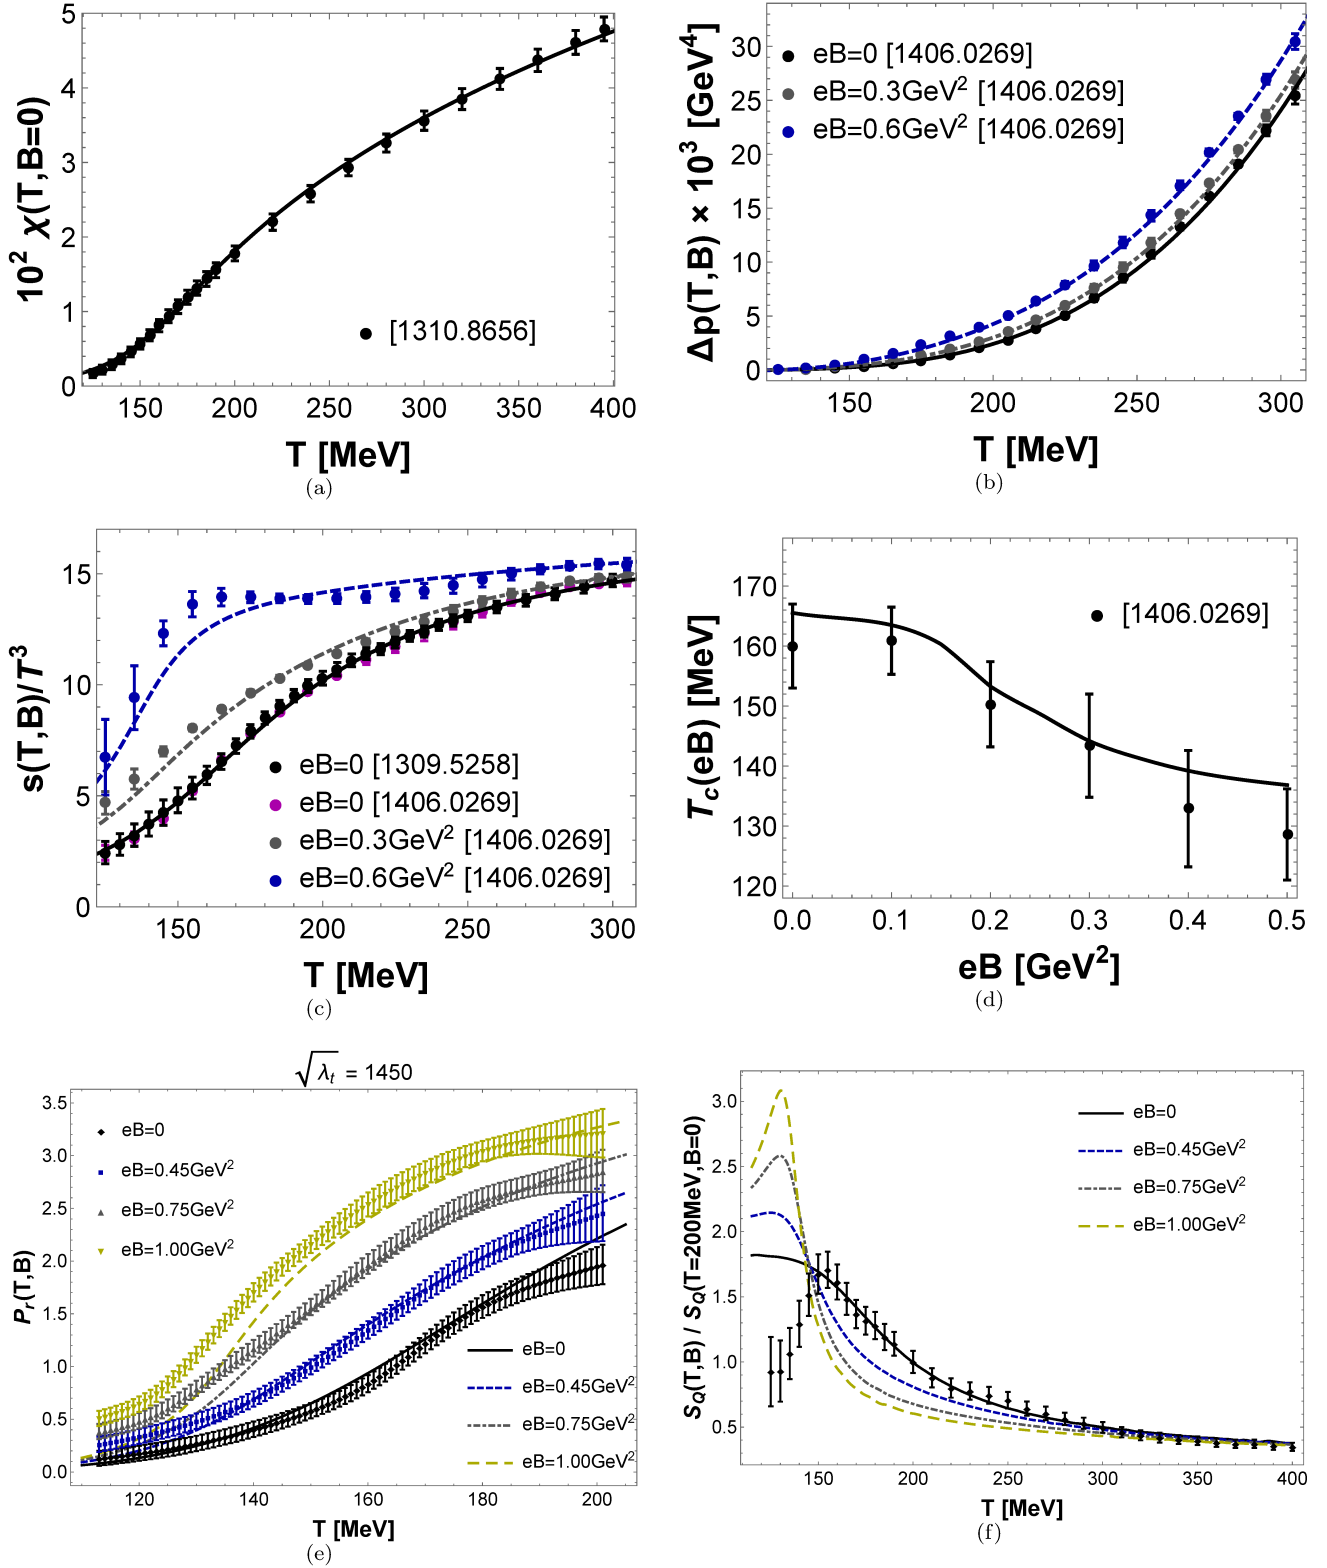 5
4
3
2
1
0
10² χ(T,B=0)
[1310.8656]
150 200 250 300 350 400
T [MeV]
(a)
30
25
20
15
10
5
0
Δp(T,B) × 10³ [GeV⁴]
eB=0 [1406.0269]
eB=0.3GeV² [1406.0269]
eB=0.6GeV² [1406.0269]
150 200 250 300
T [MeV]
(b)
15
10
5
0
s(T,B)/T³
eB=0 [1309.5258]
eB=0 [1406.0269]
eB=0.3GeV² [1406.0269]
eB=0.6GeV² [1406.0269]
150 200 250 300
T [MeV]
(c)
170
160
150
140
130
120
T_c(eB) [MeV]
[1406.0269]
0.0 0.1 0.2 0.3 0.4 0.5
eB [GeV²]
(d)
√λ_t = 1450
3.5
3.0
2.5
2.0
1.5
1.0
0.5
0.0
P_r(T,B)
eB=0
eB=0.45GeV²
eB=0.75GeV²
eB=1.00GeV²
eB=0
eB=0.45GeV²
eB=0.75GeV²
eB=1.00GeV²
120 140 160 180 200
T [MeV]
(e)
3.0
2.5
2.0
1.5
1.0
0.5
S_Q(T,B) / S_Q(T=200MeV,B=0)
eB=0
eB=0.45GeV²
eB=0.75GeV²
eB=1.00GeV²
150 200 250 300 350 400
T [MeV]
(f)